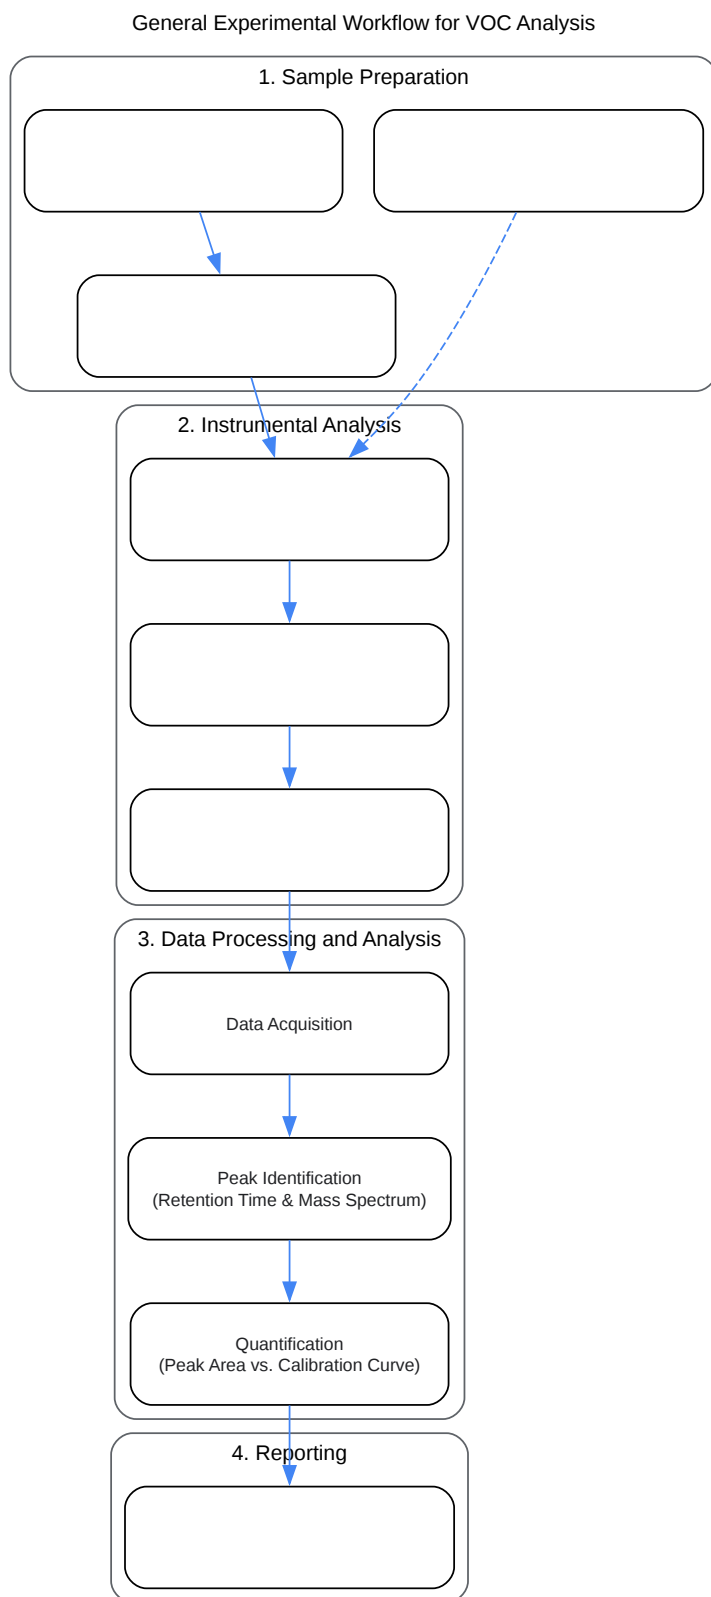 General Experimental Workflow for VOC Analysis
1. Sample Preparation
2. Instrumental Analysis
3. Data Processing and Analysis
Data Acquisition
Peak Identification
(Retention Time & Mass Spectrum)
Quantification
(Peak Area vs. Calibration Curve)
4. Reporting